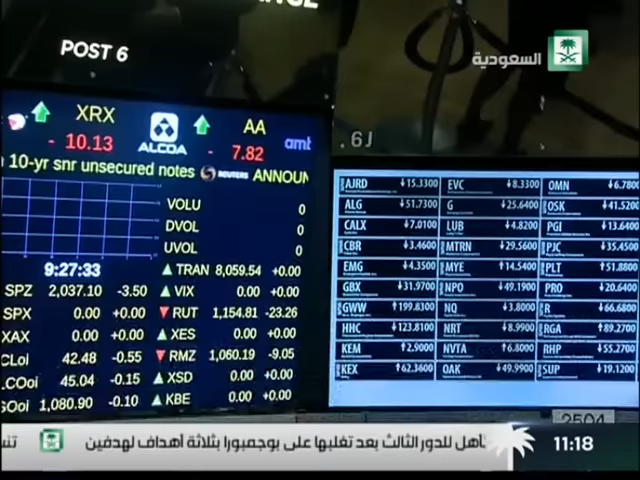 POST 6
السعودية
XRX
AA
- 10.13
ALCOA
- 7.82
amb
.6J
10-yr snr unsecured notes REUTERS ANNOUN
VOLU 0
DVOL 0
UVOL 0
9:27:33
TRAN 8,059.54 +0.00
SPZ 2,037.10 -3.50 VIX 0.00 +0.00
SPX 0.00 +0.00 RUT 1,154.81 -23.26
XAX 0.00 +0.00 XES 0.00 +0.00
CLoi 42.48 -0.55 RMZ 1,060.19 -9.05
LCOoi 45.04 -0.15 XSD 0.00 +0.00
SOoi 1,080.90 -0.10 KBE 0.00 +0.00
AJRD 15.3300 EVC 8.3300 OMN 6.780
ALG 51.7300 G 25.6400 OSK 41.520
CALX 7.0100 LUB 4.8200 PGI 13.640
CBR 3.4600 MTRN 29.5600 PJC 35.450
EMG 4.3500 MYE 14.5400 PLT 51.880
GBX 31.9700 NPO 49.1900 PRO 20.640
GWW 199.8300 NQ 3.8000 R 66.680
HHC 123.8100 NRT 8.9900 RGA 89.270
KEM 2.9000 NVTA 6.8000 RHP 55.270
KEX 62.3600 OAK 49.9900 SUP 19.1200
2504
تأهل للدور الثالث بعد تغلبها على بوجمبورا بثلاثة أهداف لهدفين
11:18